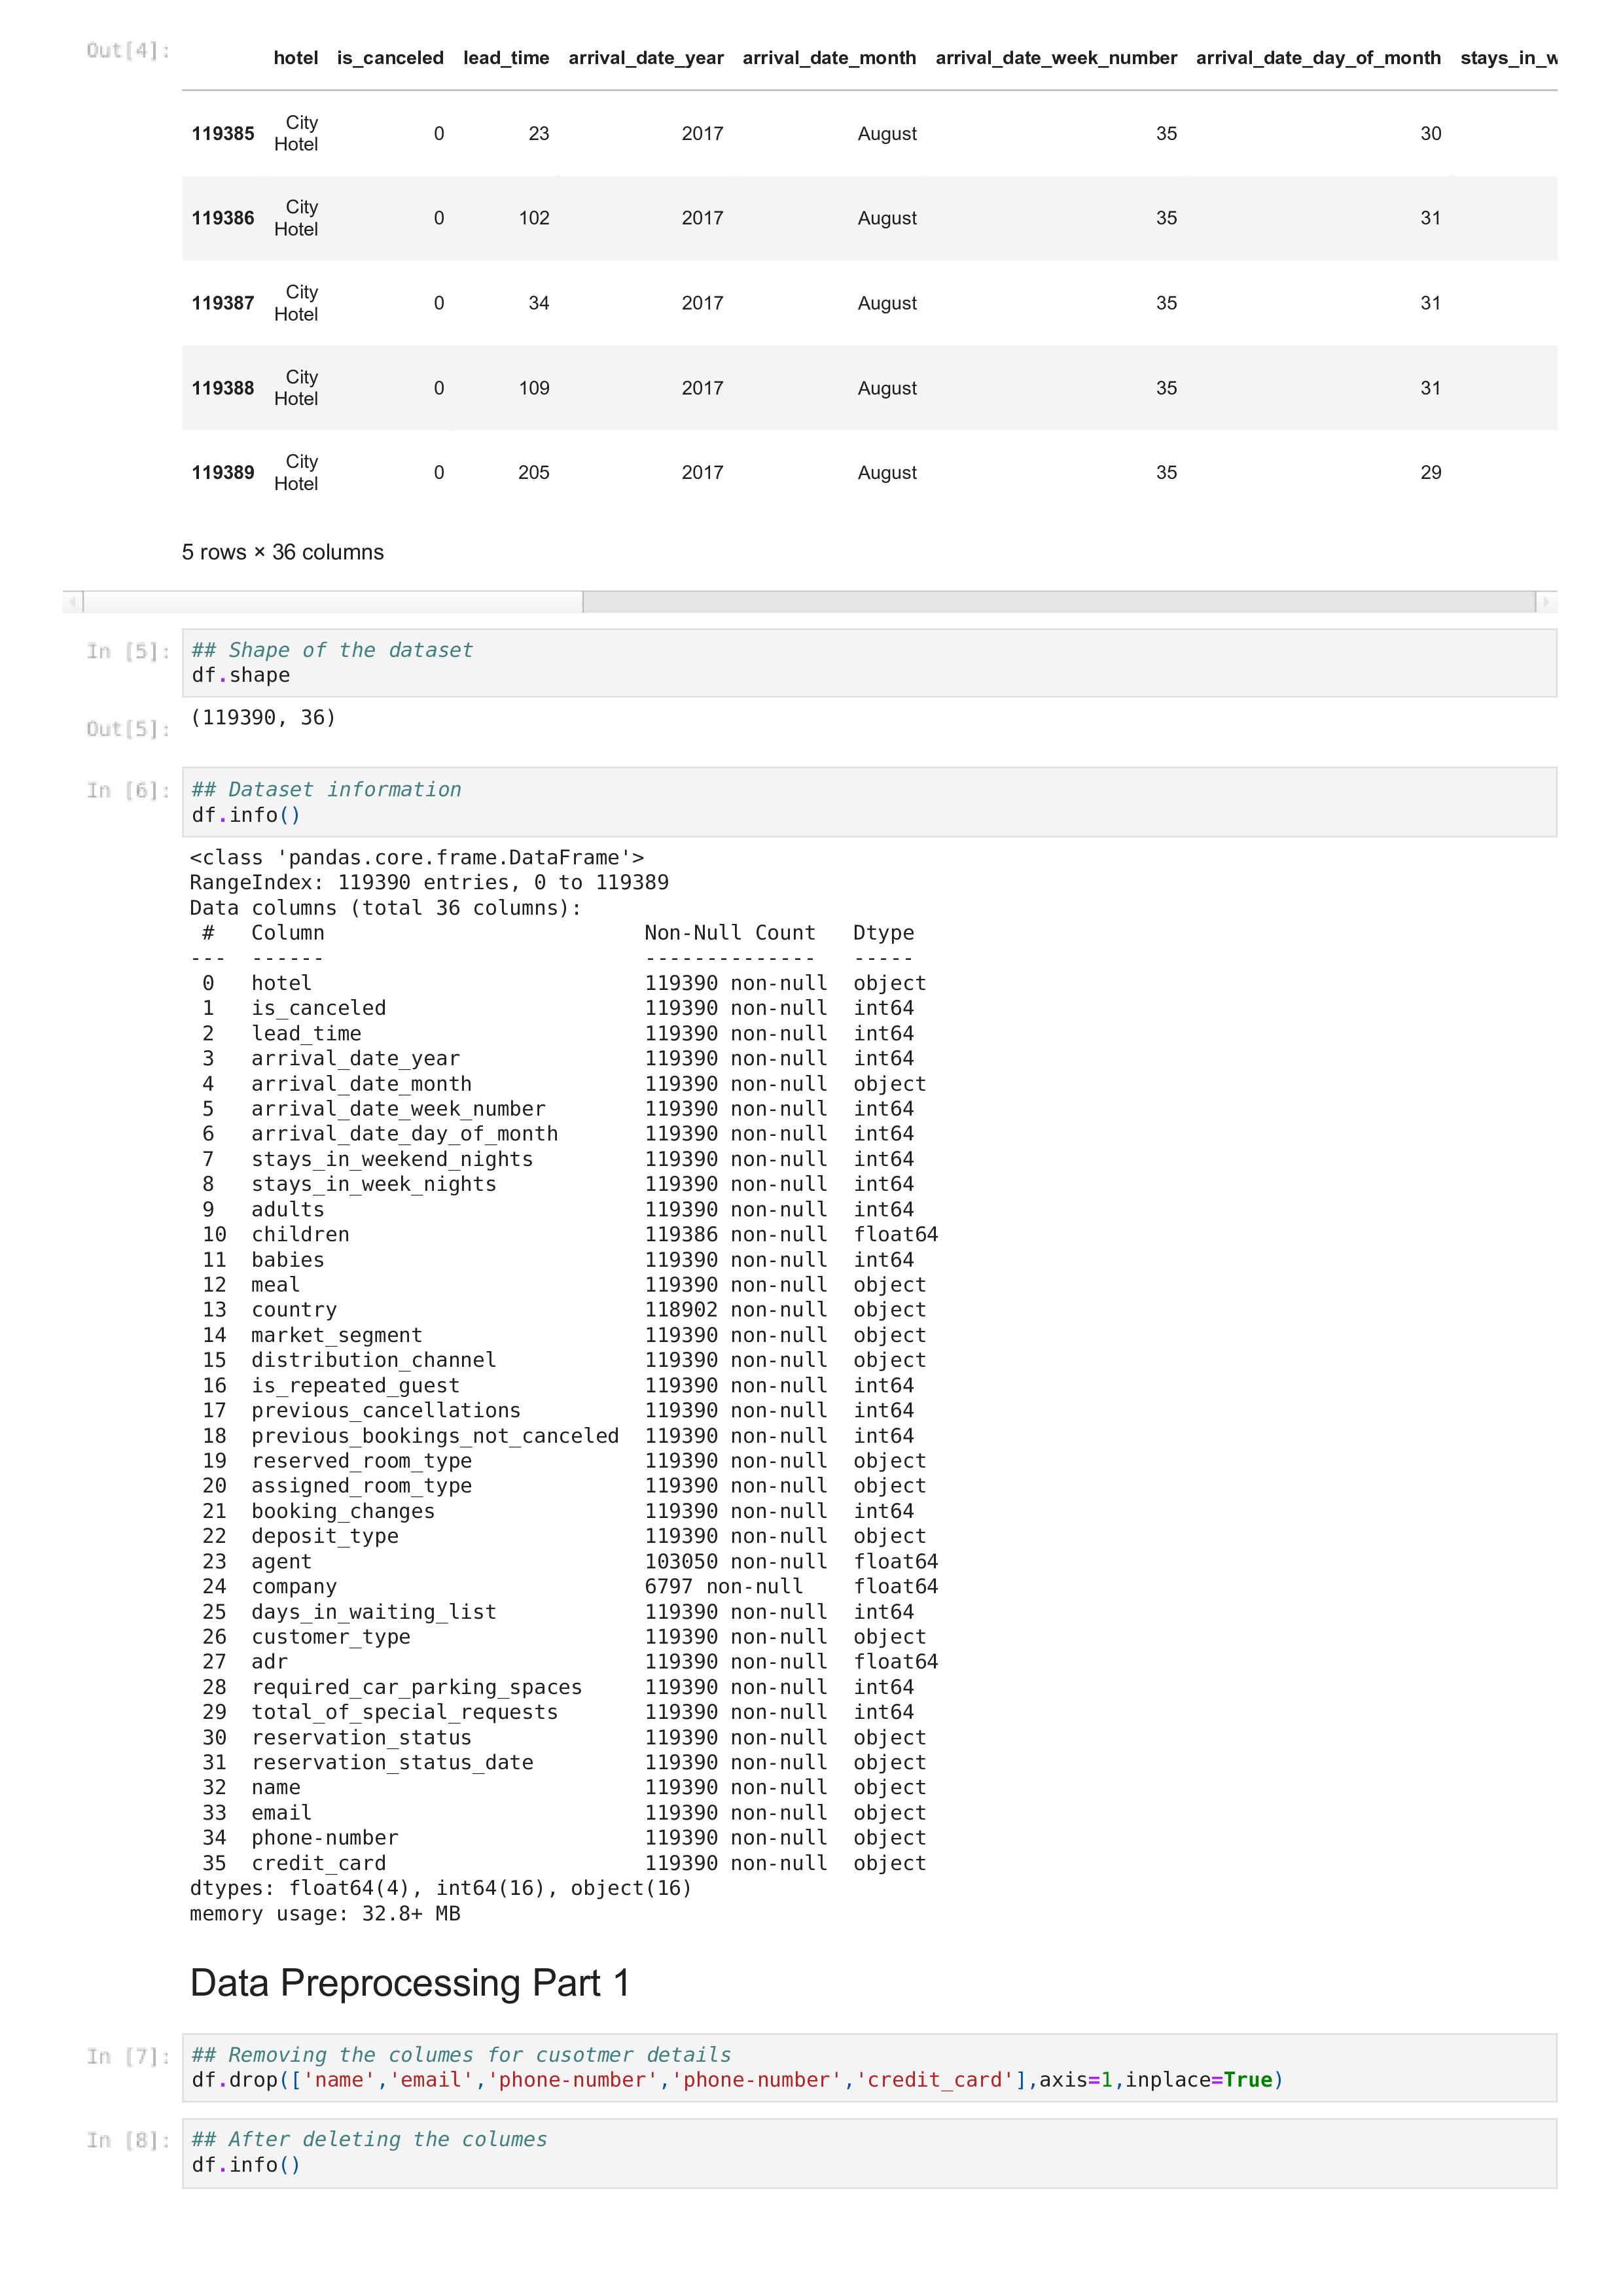 Out[4]:
hotel is_canceled lead_time arrival_date_year arrival_date_month arrival_date_week_number arrival_date_day_of_month stays_in_w
119385 City Hotel 0 23 2017 August 35 30
119386 City Hotel 0 102 2017 August 35 31
119387 City Hotel 0 34 2017 August 35 31
119388 City Hotel 0 109 2017 August 35 31
119389 City Hotel 0 205 2017 August 35 29
5 rows × 36 columns
In [5]:
## Shape of the dataset
df.shape
Out[5]:
(119390, 36)
In [6]:
## Dataset information
df.info()
<class 'pandas.core.frame.DataFrame'>
RangeIndex: 119390 entries, 0 to 119389
Data columns (total 36 columns):
 #   Column                          Non-Null Count   Dtype
---  ------                          --------------   -----
 0   hotel                           119390 non-null  object
 1   is_canceled                     119390 non-null  int64
 2   lead_time                       119390 non-null  int64
 3   arrival_date_year               119390 non-null  int64
 4   arrival_date_month              119390 non-null  object
 5   arrival_date_week_number        119390 non-null  int64
 6   arrival_date_day_of_month       119390 non-null  int64
 7   stays_in_weekend_nights         119390 non-null  int64
 8   stays_in_week_nights            119390 non-null  int64
 9   adults                          119390 non-null  int64
 10  children                        119386 non-null  float64
 11  babies                          119390 non-null  int64
 12  meal                            119390 non-null  object
 13  country                         118902 non-null  object
 14  market_segment                  119390 non-null  object
 15  distribution_channel            119390 non-null  object
 16  is_repeated_guest               119390 non-null  int64
 17  previous_cancellations          119390 non-null  int64
 18  previous_bookings_not_canceled  119390 non-null  int64
 19  reserved_room_type              119390 non-null  object
 20  assigned_room_type              119390 non-null  object
 21  booking_changes                 119390 non-null  int64
 22  deposit_type                    119390 non-null  object
 23  agent                           103050 non-null  float64
 24  company                         6797 non-null    float64
 25  days_in_waiting_list            119390 non-null  int64
 26  customer_type                   119390 non-null  object
 27  adr                             119390 non-null  float64
 28  required_car_parking_spaces     119390 non-null  int64
 29  total_of_special_requests       119390 non-null  int64
 30  reservation_status              119390 non-null  object
 31  reservation_status_date         119390 non-null  object
 32  name                            119390 non-null  object
 33  email                           119390 non-null  object
 34  phone-number                    119390 non-null  object
 35  credit_card                     119390 non-null  object
dtypes: float64(4), int64(16), object(16)
memory usage: 32.8+ MB
Data Preprocessing Part 1
In [7]:
## Removing the columes for cusotmer details
df.drop(['name','email','phone-number','phone-number','credit_card'],axis=1,inplace=True)
In [8]:
## After deleting the columes
df.info()